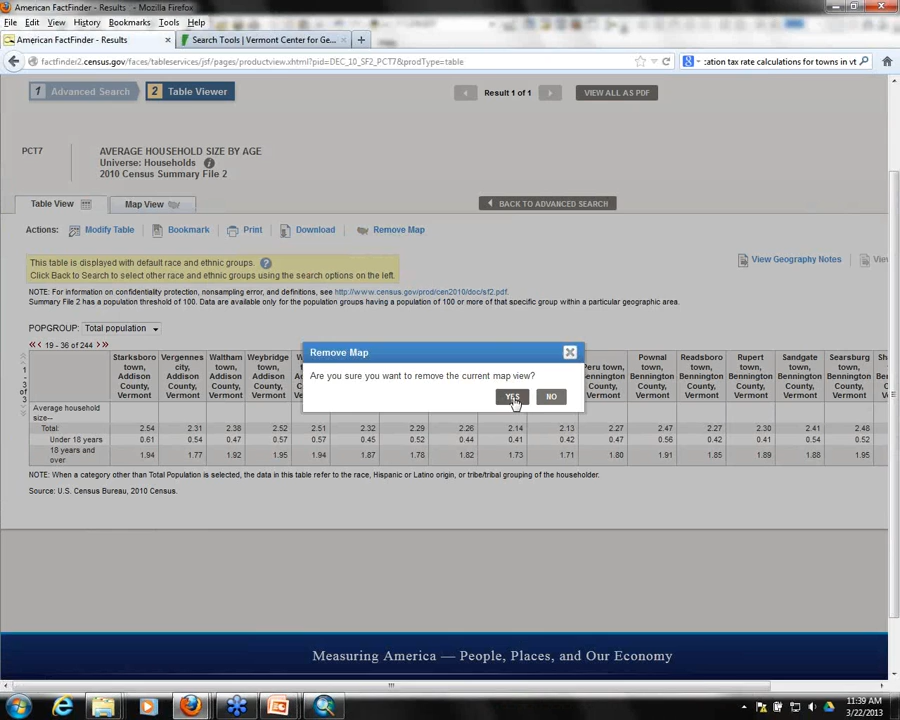 American FactFinder - Results - Mozilla Firefox
File Edit View History Bookmarks Tools Help
American FactFinder - Results × Search Tools | Vermont Center for Ge... × +
factfinder2.census.gov/faces/tableservices/jsf/pages/productview.xhtml?pid=DEC_10_SF2_PCT7&prodType=table
:ation tax rate calculations for towns in vt
1 Advanced Search 2 Table Viewer Result 1 of 1 VIEW ALL AS PDF
PCT7 AVERAGE HOUSEHOLD SIZE BY AGE
Universe: Households
2010 Census Summary File 2
Table View Map View BACK TO ADVANCED SEARCH
Actions: Modify Table Bookmark Print Download Remove Map
This table is displayed with default race and ethnic groups.
Click Back to Search to select other race and ethnic groups using the search options on the left.
View Geography Notes View
NOTE: For information on confidentiality protection, nonsampling error, and definitions, see http://www.census.gov/prod/cen2010/doc/sf2.pdf.
Summary File 2 has a population threshold of 100. Data are available only for the population groups having a population of 100 or more of that specific group within a particular geographic area.
POPGROUP: Total population
19 - 36 of 244
1 - 3 of 3
Starksboro town, Addison County, Vermont
Vergennes city, Addison County, Vermont
Waltham town, Addison County, Vermont
Weybridge town, Addison County, Vermont
Peru town, Bennington County, Vermont
Pownal town, Bennington County, Vermont
Readsboro town, Bennington County, Vermont
Rupert town, Bennington County, Vermont
Sandgate town, Bennington County, Vermont
Searsburg town, Bennington County, Vermont
Average household size--
Total: 2.54 2.31 2.38 2.52 2.51 2.32 2.29 2.26 2.14 2.13 2.27 2.47 2.27 2.30 2.41 2.48
Under 18 years 0.61 0.54 0.47 0.57 0.57 0.45 0.52 0.44 0.41 0.42 0.47 0.56 0.42 0.41 0.54 0.52
18 years and over 1.94 1.77 1.92 1.95 1.94 1.87 1.78 1.82 1.73 1.71 1.80 1.91 1.85 1.90 1.88 1.95
Remove Map
Are you sure you want to remove the current map view?
YES NO
NOTE: When a category other than Total Population is selected, the data in this table refer to the race, Hispanic or Latino origin, or tribe/tribal grouping of the householder.
Source: U.S. Census Bureau, 2010 Census.
Measuring America — People, Places, and Our Economy
11:39 AM
3/22/2013